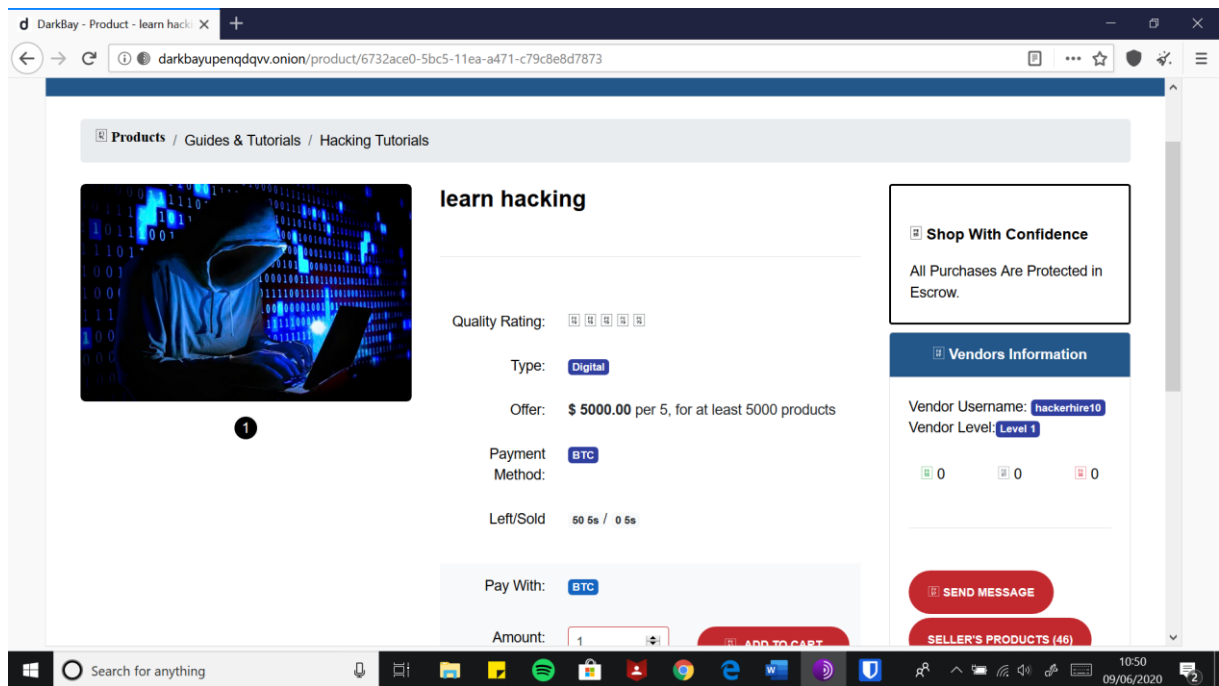 DarkBay - Product - learn hacki
darkbayupenqdqvv.onion/product/6732ace0-5bc5-11ea-a471-c79c8e8d7873
Products / Guides & Tutorials / Hacking Tutorials
learn hacking
Quality Rating:
Type: Digital
Offer: $ 5000.00 per 5, for at least 5000 products
Payment Method: BTC
Left/Sold 50 5s / 0 5s
Pay With: BTC
Amount: 1
ADD TO CART
1
Shop With Confidence
All Purchases Are Protected in
Escrow.
Vendors Information
Vendor Username: hackerhire10
Vendor Level: Level 1
0 0 0
SEND MESSAGE
SELLER'S PRODUCTS (46)
Search for anything
10:50
09/06/2020
2